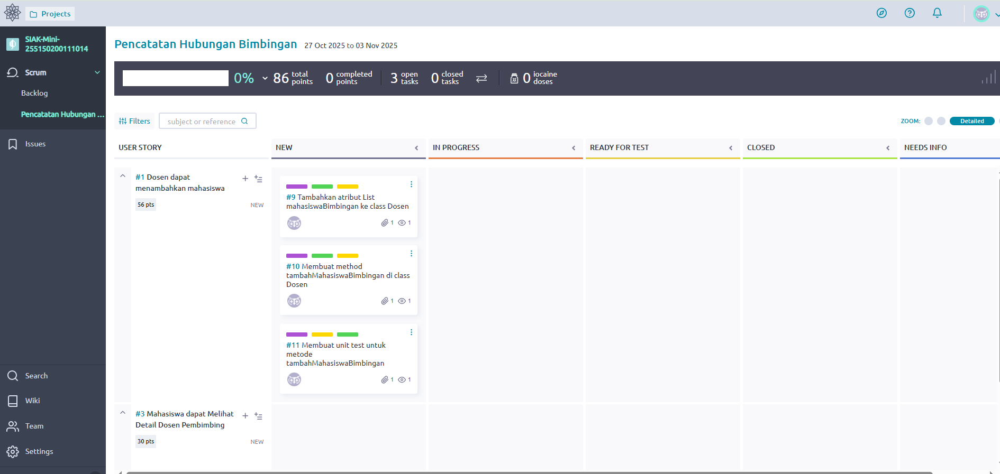 Projects
SIAK-Mini-
255150200111014
Scrum
Backlog
Pencatatan Hubungan ...
Issues
Search
Wiki
Team
Settings
Pencatatan Hubungan Bimbingan 27 Oct 2025 to 03 Nov 2025
0% 86 total points 0 completed points 3 open tasks 0 closed tasks 0 iocaine doses
Filters subject or reference ZOOM: Detailed
USER STORY NEW IN PROGRESS READY FOR TEST CLOSED NEEDS INFO
#1 Dosen dapat
menambahkan mahasiswa
56 pts NEW
#9 Tambahkan atribut List
mahasiswaBimbingan ke class Dosen
1 1
#10 Membuat method
tambahMahasiswaBimbingan di class
Dosen
1 1
#11 Membuat unit test untuk
metode
tambahMahasiswaBimbingan
1 1
#3 Mahasiswa dapat Melihat
Detail Dosen Pembimbing
30 pts NEW